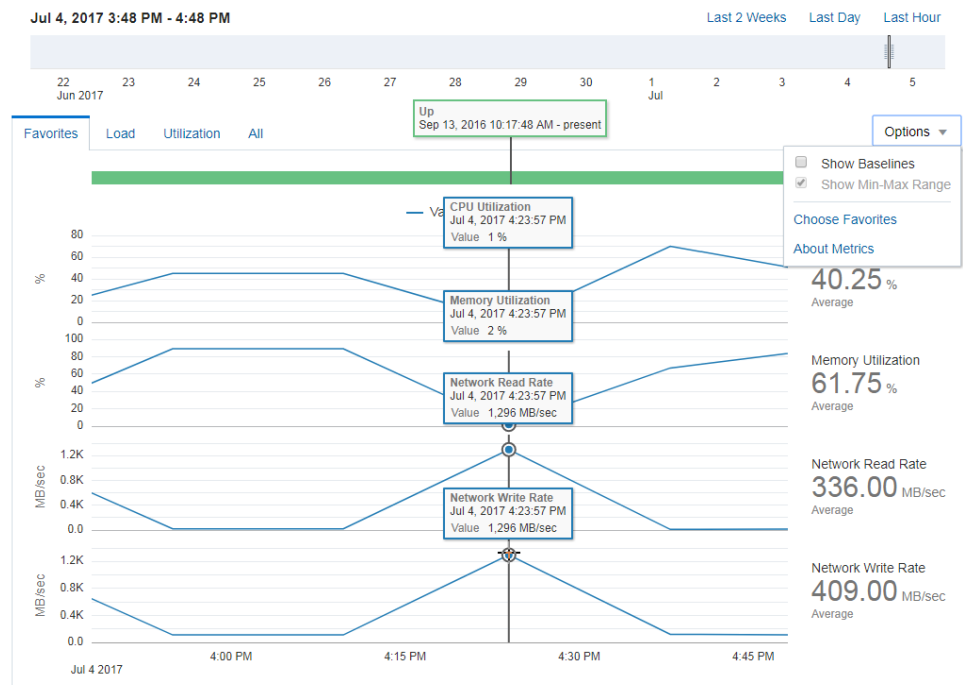 Jul 4, 2017 3:48 PM - 4:48 PM
Last 2 Weeks Last Day Last Hour
22 23 24 25 26 27 28 29 30 1 2 3 4 5
Jun 2017 Jul
Up
Sep 13, 2016 10:17:48 AM - present
Favorites Load Utilization All
Options
Show Baselines
Show Min-Max Range
Choose Favorites
About Metrics
CPU Utilization
Jul 4, 2017 4:23:57 PM
Value 1 %
80
60
40
20
0
%
40.25 %
Average
Memory Utilization
Jul 4, 2017 4:23:57 PM
Value 2 %
100
80
60
40
20
0
%
Memory Utilization
61.75 %
Average
Network Read Rate
Jul 4, 2017 4:23:57 PM
Value 1,296 MB/sec
1.2K
0.8K
0.4K
0.0
MB/sec
Network Read Rate
336.00 MB/sec
Average
Network Write Rate
Jul 4, 2017 4:23:57 PM
Value 1,296 MB/sec
1.2K
0.8K
0.4K
0.0
MB/sec
Network Write Rate
409.00 MB/sec
Average
4:00 PM 4:15 PM 4:30 PM 4:45 PM
Jul 4 2017